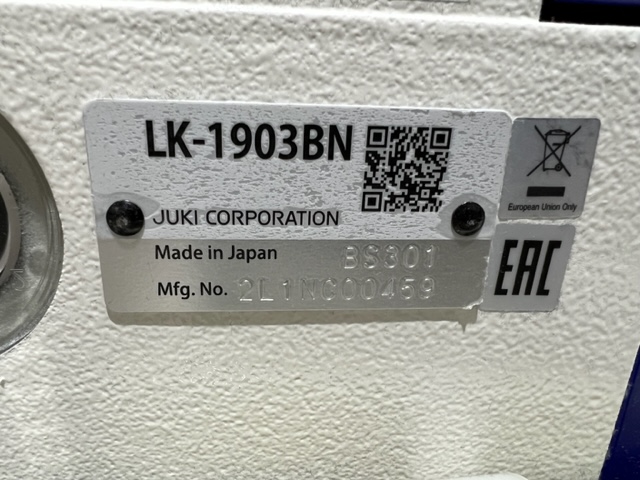 LK-1903BN
JUKI CORPORATION
Made in Japan BS301
Mfg. No. 2L1NC00459
European Union Only
EAC